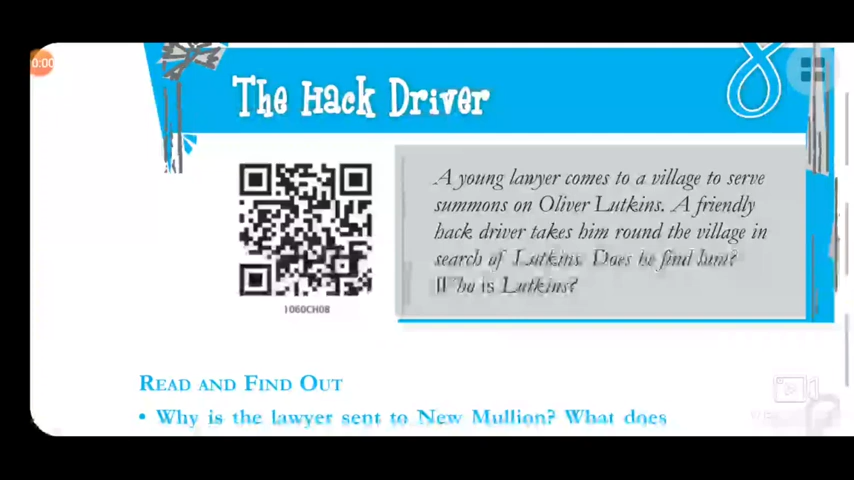 0:00
The Hack Driver
8
A young lawyer comes to a village to serve
summons on Oliver Lutkins. A friendly
hack driver takes him round the village in
search of Lutkins. Does he find him?
Who is Lutkins?
1060CH08
READ AND FIND OUT
• Why is the lawyer sent to New Mullion? What does